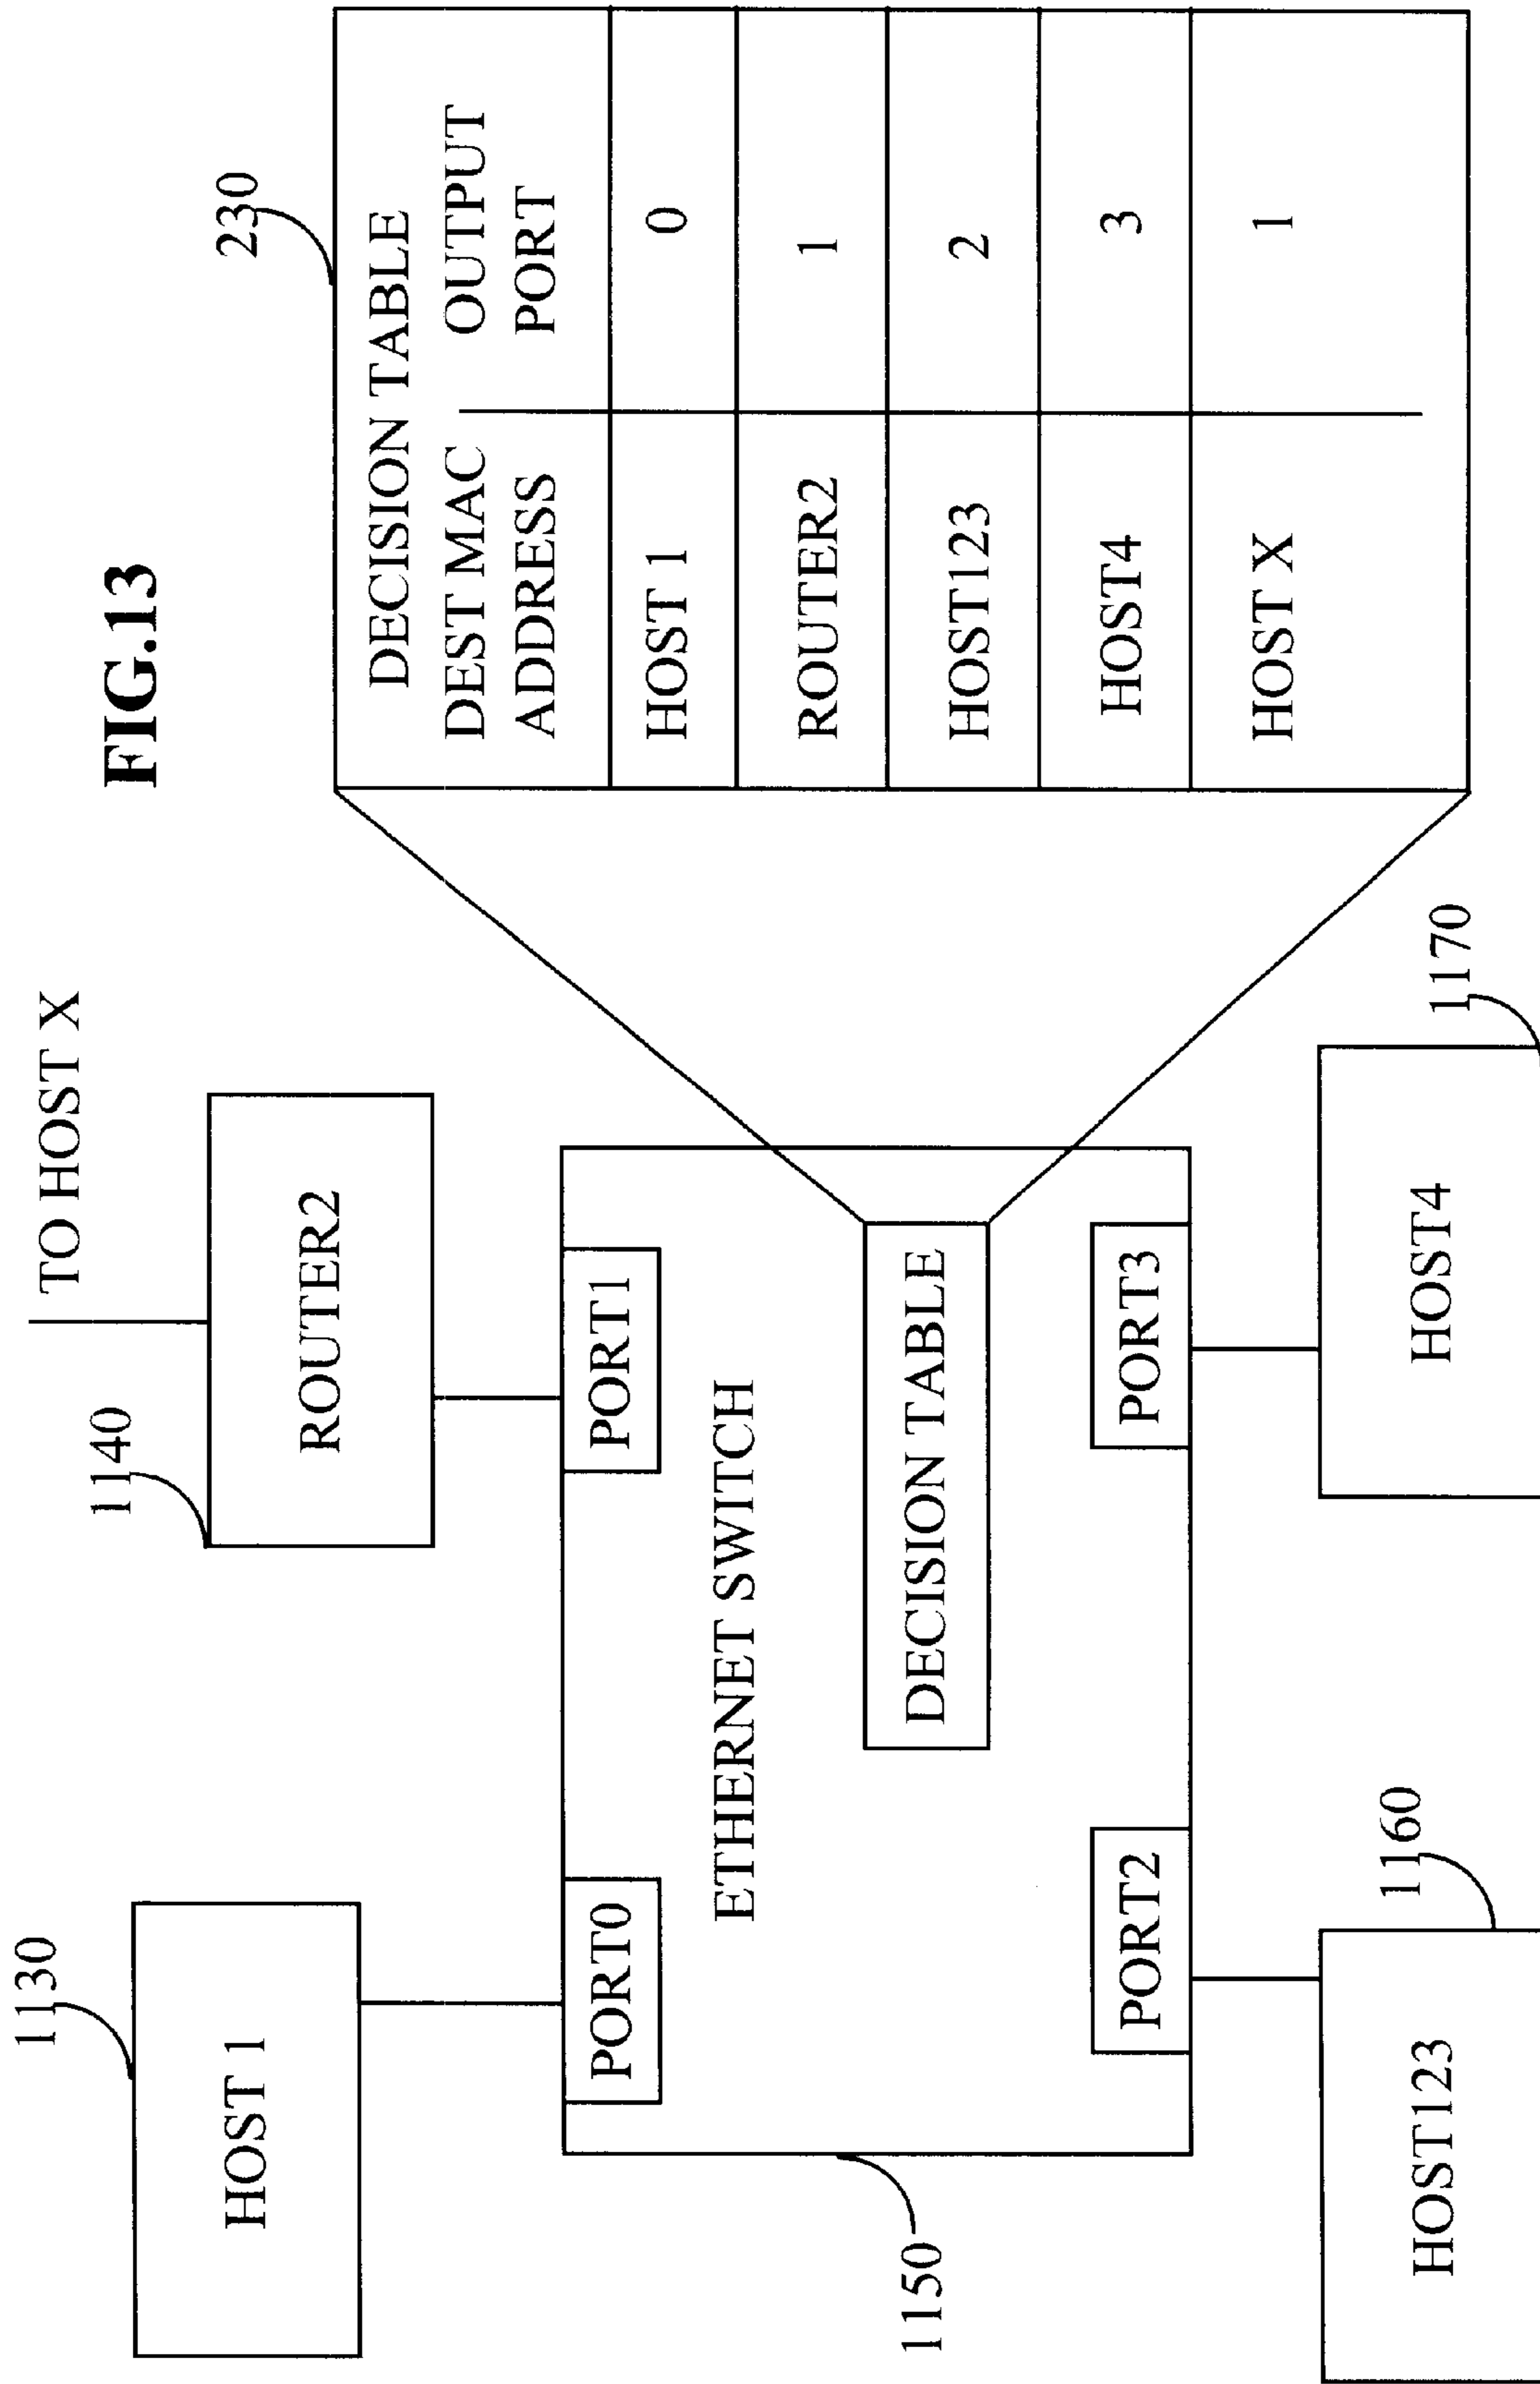 FIG.13
1130
HOST 1
1140
ROUTER2
TO HOST X
PORT0
PORT1
ETHERNET SWITCH
DECISION TABLE
PORT2
PORT3
1150
1160
HOST123
1170
HOST4
230
DECISION TABLE
DEST MAC ADDRESS OUTPUT PORT
HOST 1 0
ROUTER2 1
HOST123 2
HOST4 3
HOST X 1